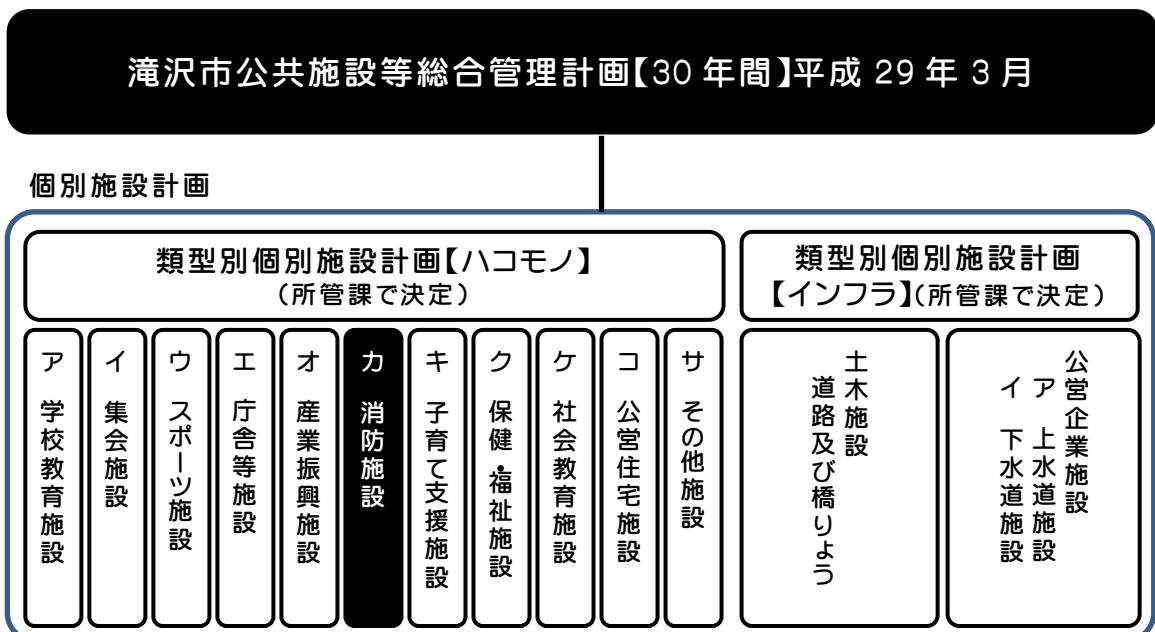 滝沢市公共施設等総合管理計画【30年間】平成 29 年 3 月
個別施設計画
類型別個別施設計画【ハコモノ】
（所管課で決定）
類型別個別施設計画
【インフラ】（所管課で決定）
ア 学校教育施設
イ 集会施設
ウ スポーツ施設
エ 庁舎等施設
オ 産業振興施設
カ 消防施設
キ 子育て支援施設
ク 保健・福祉施設
ケ 社会教育施設
コ 公営住宅施設
サ その他施設
土木施設
道路及び橋りょう
公営企業施設
ア 上水道施設
イ 下水道施設